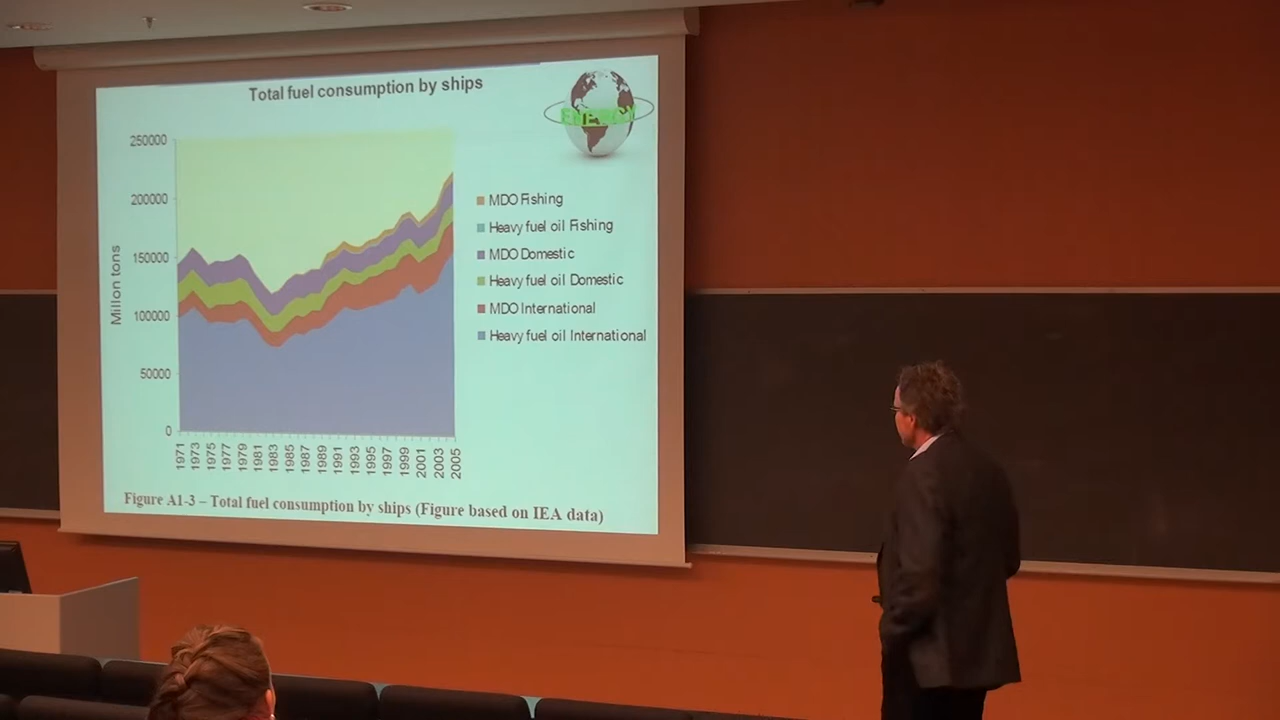 Total fuel consumption by ships
ENERGY
250000
200000
150000
100000
50000
0
Millon tons
1971
1973
1975
1977
1979
1981
1983
1985
1987
1989
1991
1993
1995
1997
1999
2001
2003
2005
MDO Fishing
Heavy fuel oil Fishing
MDO Domestic
Heavy fuel oil Domestic
MDO International
Heavy fuel oil International
Figure A1-3 – Total fuel consumption by ships (Figure based on IEA data)